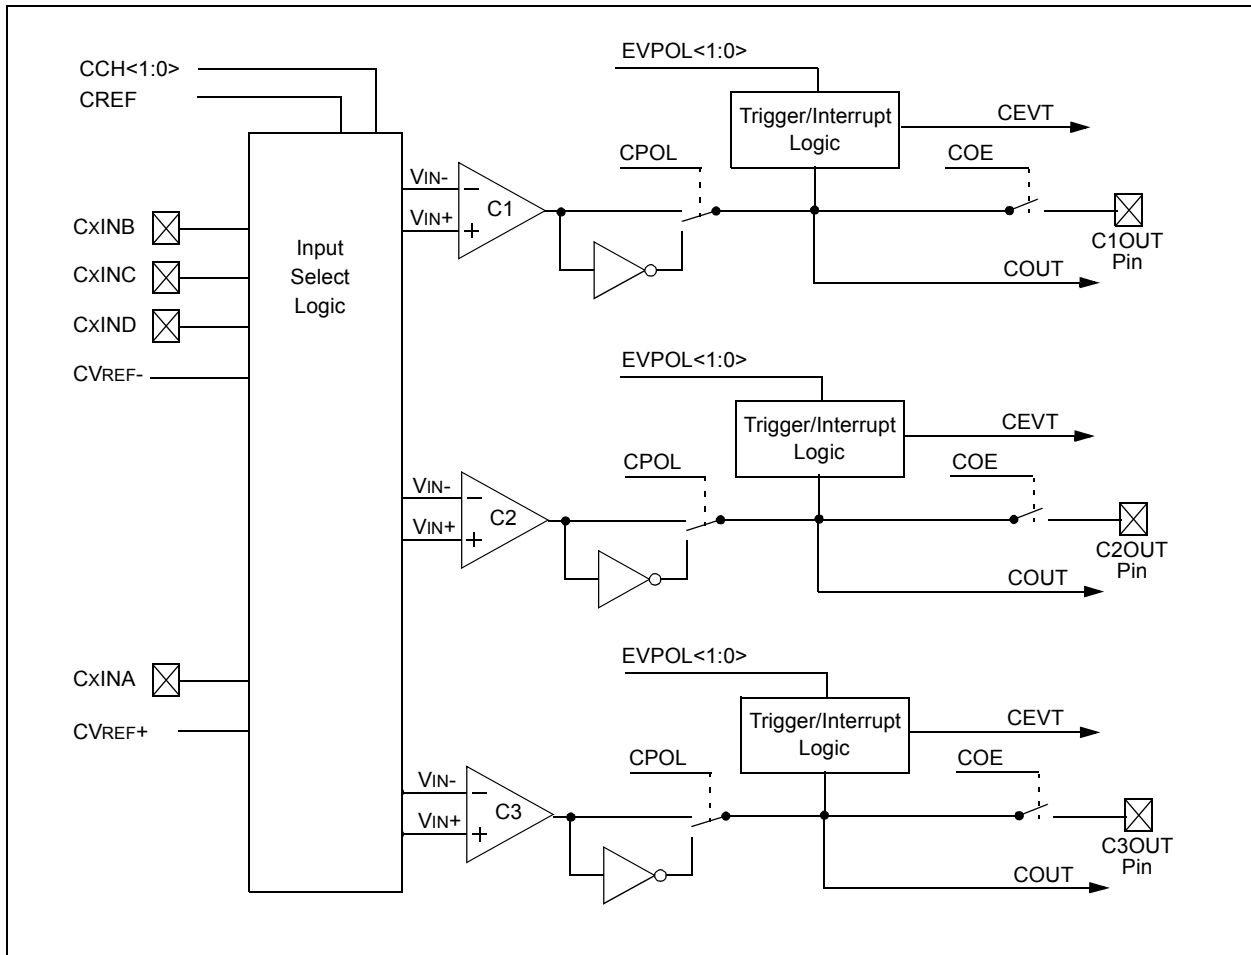 CCH<1:0>
CREF
CxINB
CxINC
CxIND
CVREF-
CxINA
CVREF+
Input
Select
Logic
EVPOL<1:0>
Trigger/Interrupt
Logic
CEVT
CPOL
COE
VIN-
VIN+
−
+
C1
C1OUT
Pin
COUT
EVPOL<1:0>
Trigger/Interrupt
Logic
CEVT
CPOL
COE
VIN-
VIN+
−
+
C2
C2OUT
Pin
COUT
EVPOL<1:0>
Trigger/Interrupt
Logic
CEVT
CPOL
COE
VIN-
VIN+
−
+
C3
C3OUT
Pin
COUT